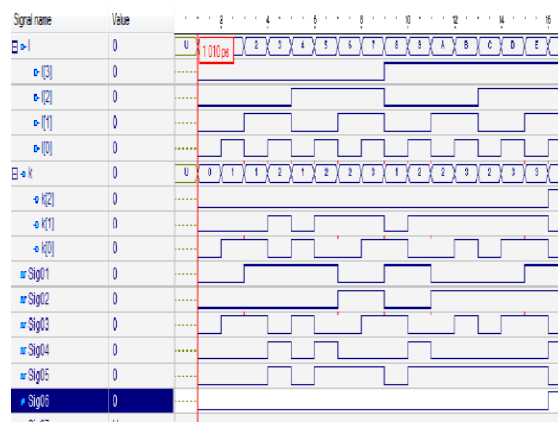 Signal name Value 2 4 6 8 10 12 14 16
I 0 U 1 010 ps 2 3 4 5 6 7 8 9 A B C D E
I[3] 0
I[2] 0
I[1] 0
I[0] 0
k 0 U 0 1 1 2 1 2 2 3 1 2 2 3 2 3 3
k[2] 0
k[1] 0
k[0] 0
Sig01 0
Sig02 0
Sig03 0
Sig04 0
Sig05 0
Sig06 0